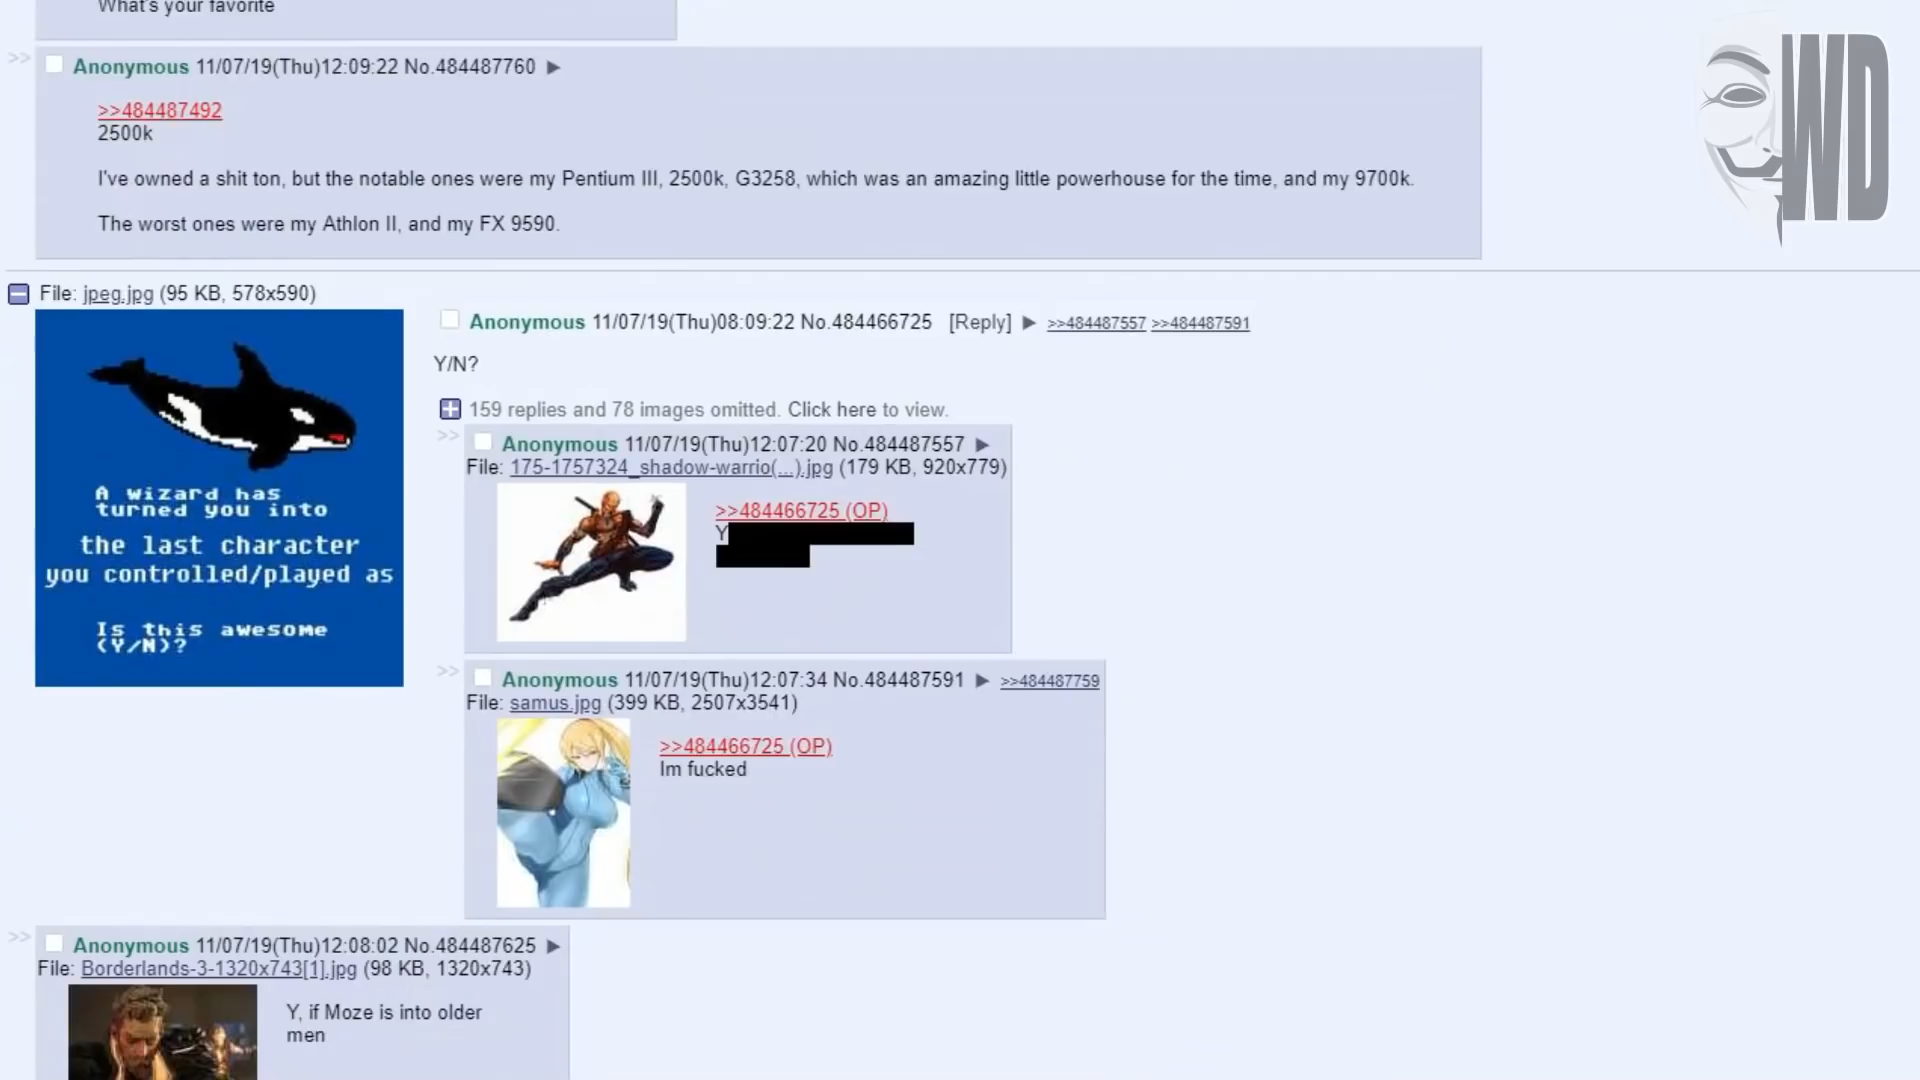 What's your favorite
>> Anonymous 11/07/19(Thu)12:09:22 No.484487760 ▶
>>484487492
2500k
I've owned a shit ton, but the notable ones were my Pentium III, 2500k, G3258, which was an amazing little powerhouse for the time, and my 9700k.
The worst ones were my Athlon II, and my FX 9590.
WD
File: jpeg.jpg (95 KB, 578x590)
A wizard has
turned you into
the last character
you controlled/played as
Is this awesome
(Y/N)?
Anonymous 11/07/19(Thu)08:09:22 No.484466725 [Reply] ▶ >>484487557 >>484487591
Y/N?
159 replies and 78 images omitted. Click here to view.
>> Anonymous 11/07/19(Thu)12:07:20 No.484487557 ▶
File: 175-1757324_shadow-warrio(...).jpg (179 KB, 920x779)
>>484466725 (OP)
Y
>> Anonymous 11/07/19(Thu)12:07:34 No.484487591 ▶ >>484487759
File: samus.jpg (399 KB, 2507x3541)
>>484466725 (OP)
Im fucked
>> Anonymous 11/07/19(Thu)12:08:02 No.484487625 ▶
File: Borderlands-3-1320x743[1].jpg (98 KB, 1320x743)
Y, if Moze is into older
men